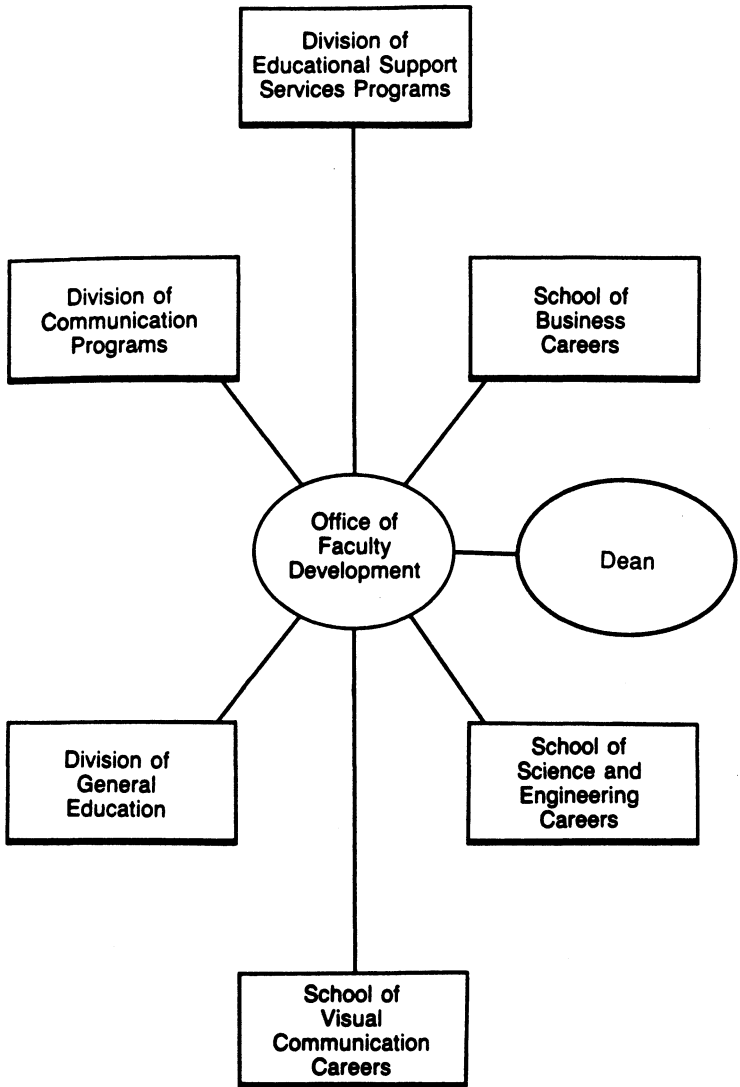 Division of
Educational Support
Services Programs
Division of
Communication
Programs
School of
Business
Careers
Office of
Faculty
Development
Dean
Division of
General
Education
School of
Science and
Engineering
Careers
School of
Visual
Communication
Careers